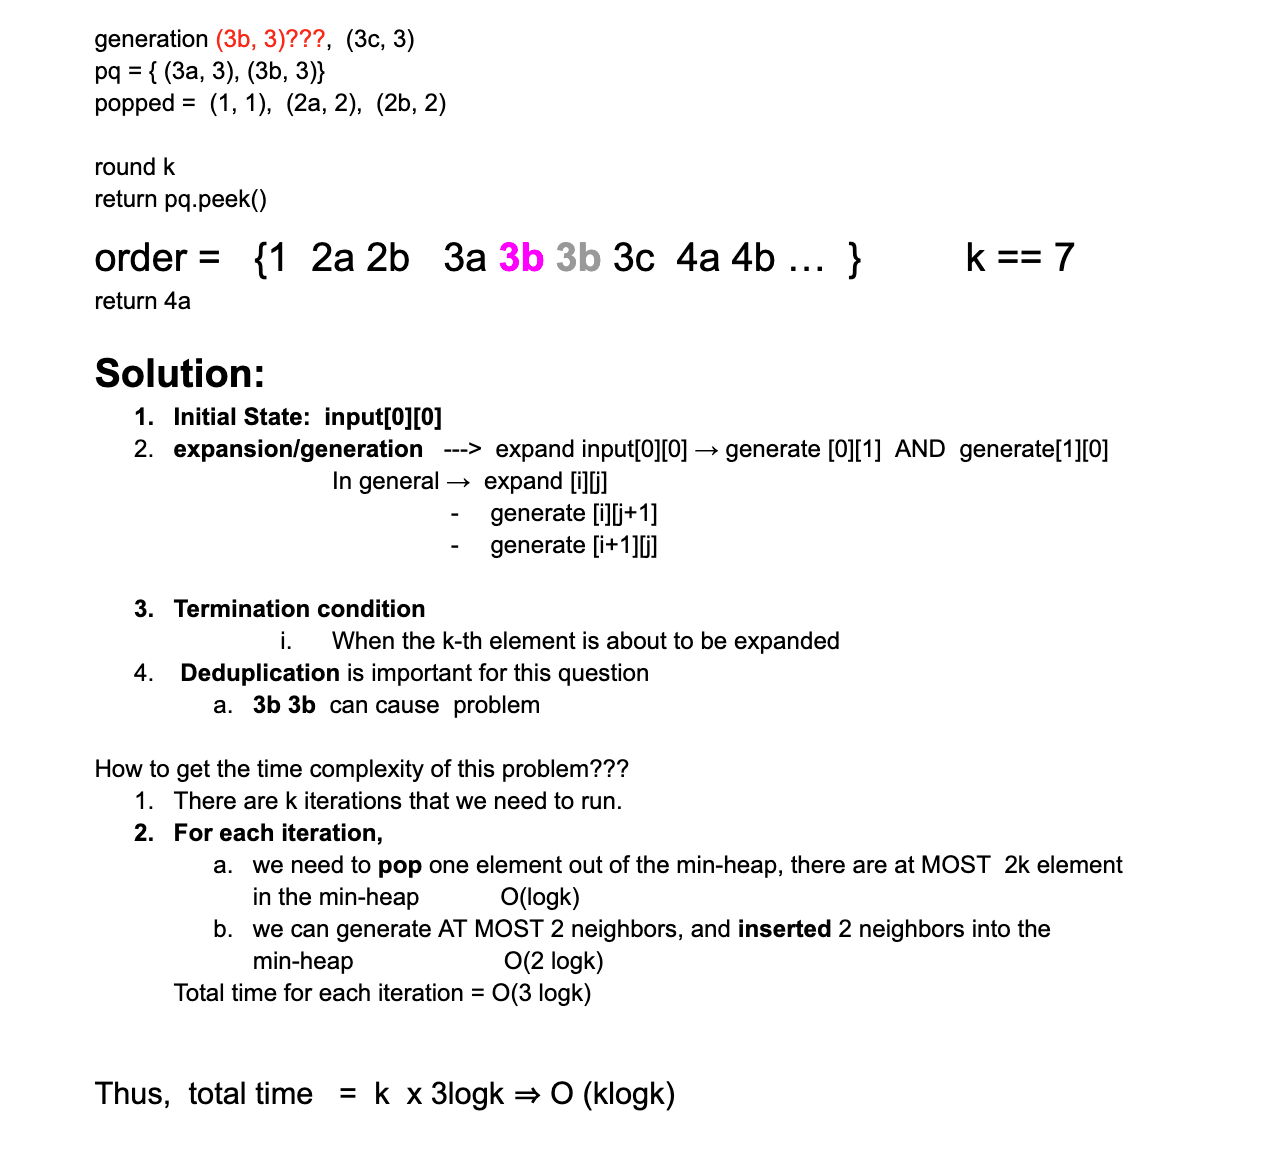 generation (3b, 3)???, (3c, 3)
pq = { (3a, 3), (3b, 3)}
popped = (1, 1), (2a, 2), (2b, 2)
round k
return pq.peek()
order = {1 2a 2b 3a 3b 3b 3c 4a 4b ... } k == 7
return 4a
Solution:
1. Initial State: input[0][0]
2. expansion/generation ---> expand input[0][0] → generate [0][1] AND generate[1][0]
In general → expand [i][j]
- generate [i][j+1]
- generate [i+1][j]
3. Termination condition
i. When the k-th element is about to be expanded
4. Deduplication is important for this question
a. 3b 3b can cause problem
How to get the time complexity of this problem???
1. There are k iterations that we need to run.
2. For each iteration,
a. we need to pop one element out of the min-heap, there are at MOST 2k element
in the min-heap O(logk)
b. we can generate AT MOST 2 neighbors, and inserted 2 neighbors into the
min-heap O(2 logk)
Total time for each iteration = O(3 logk)
Thus, total time = k x 3logk ⇒ O (klogk)